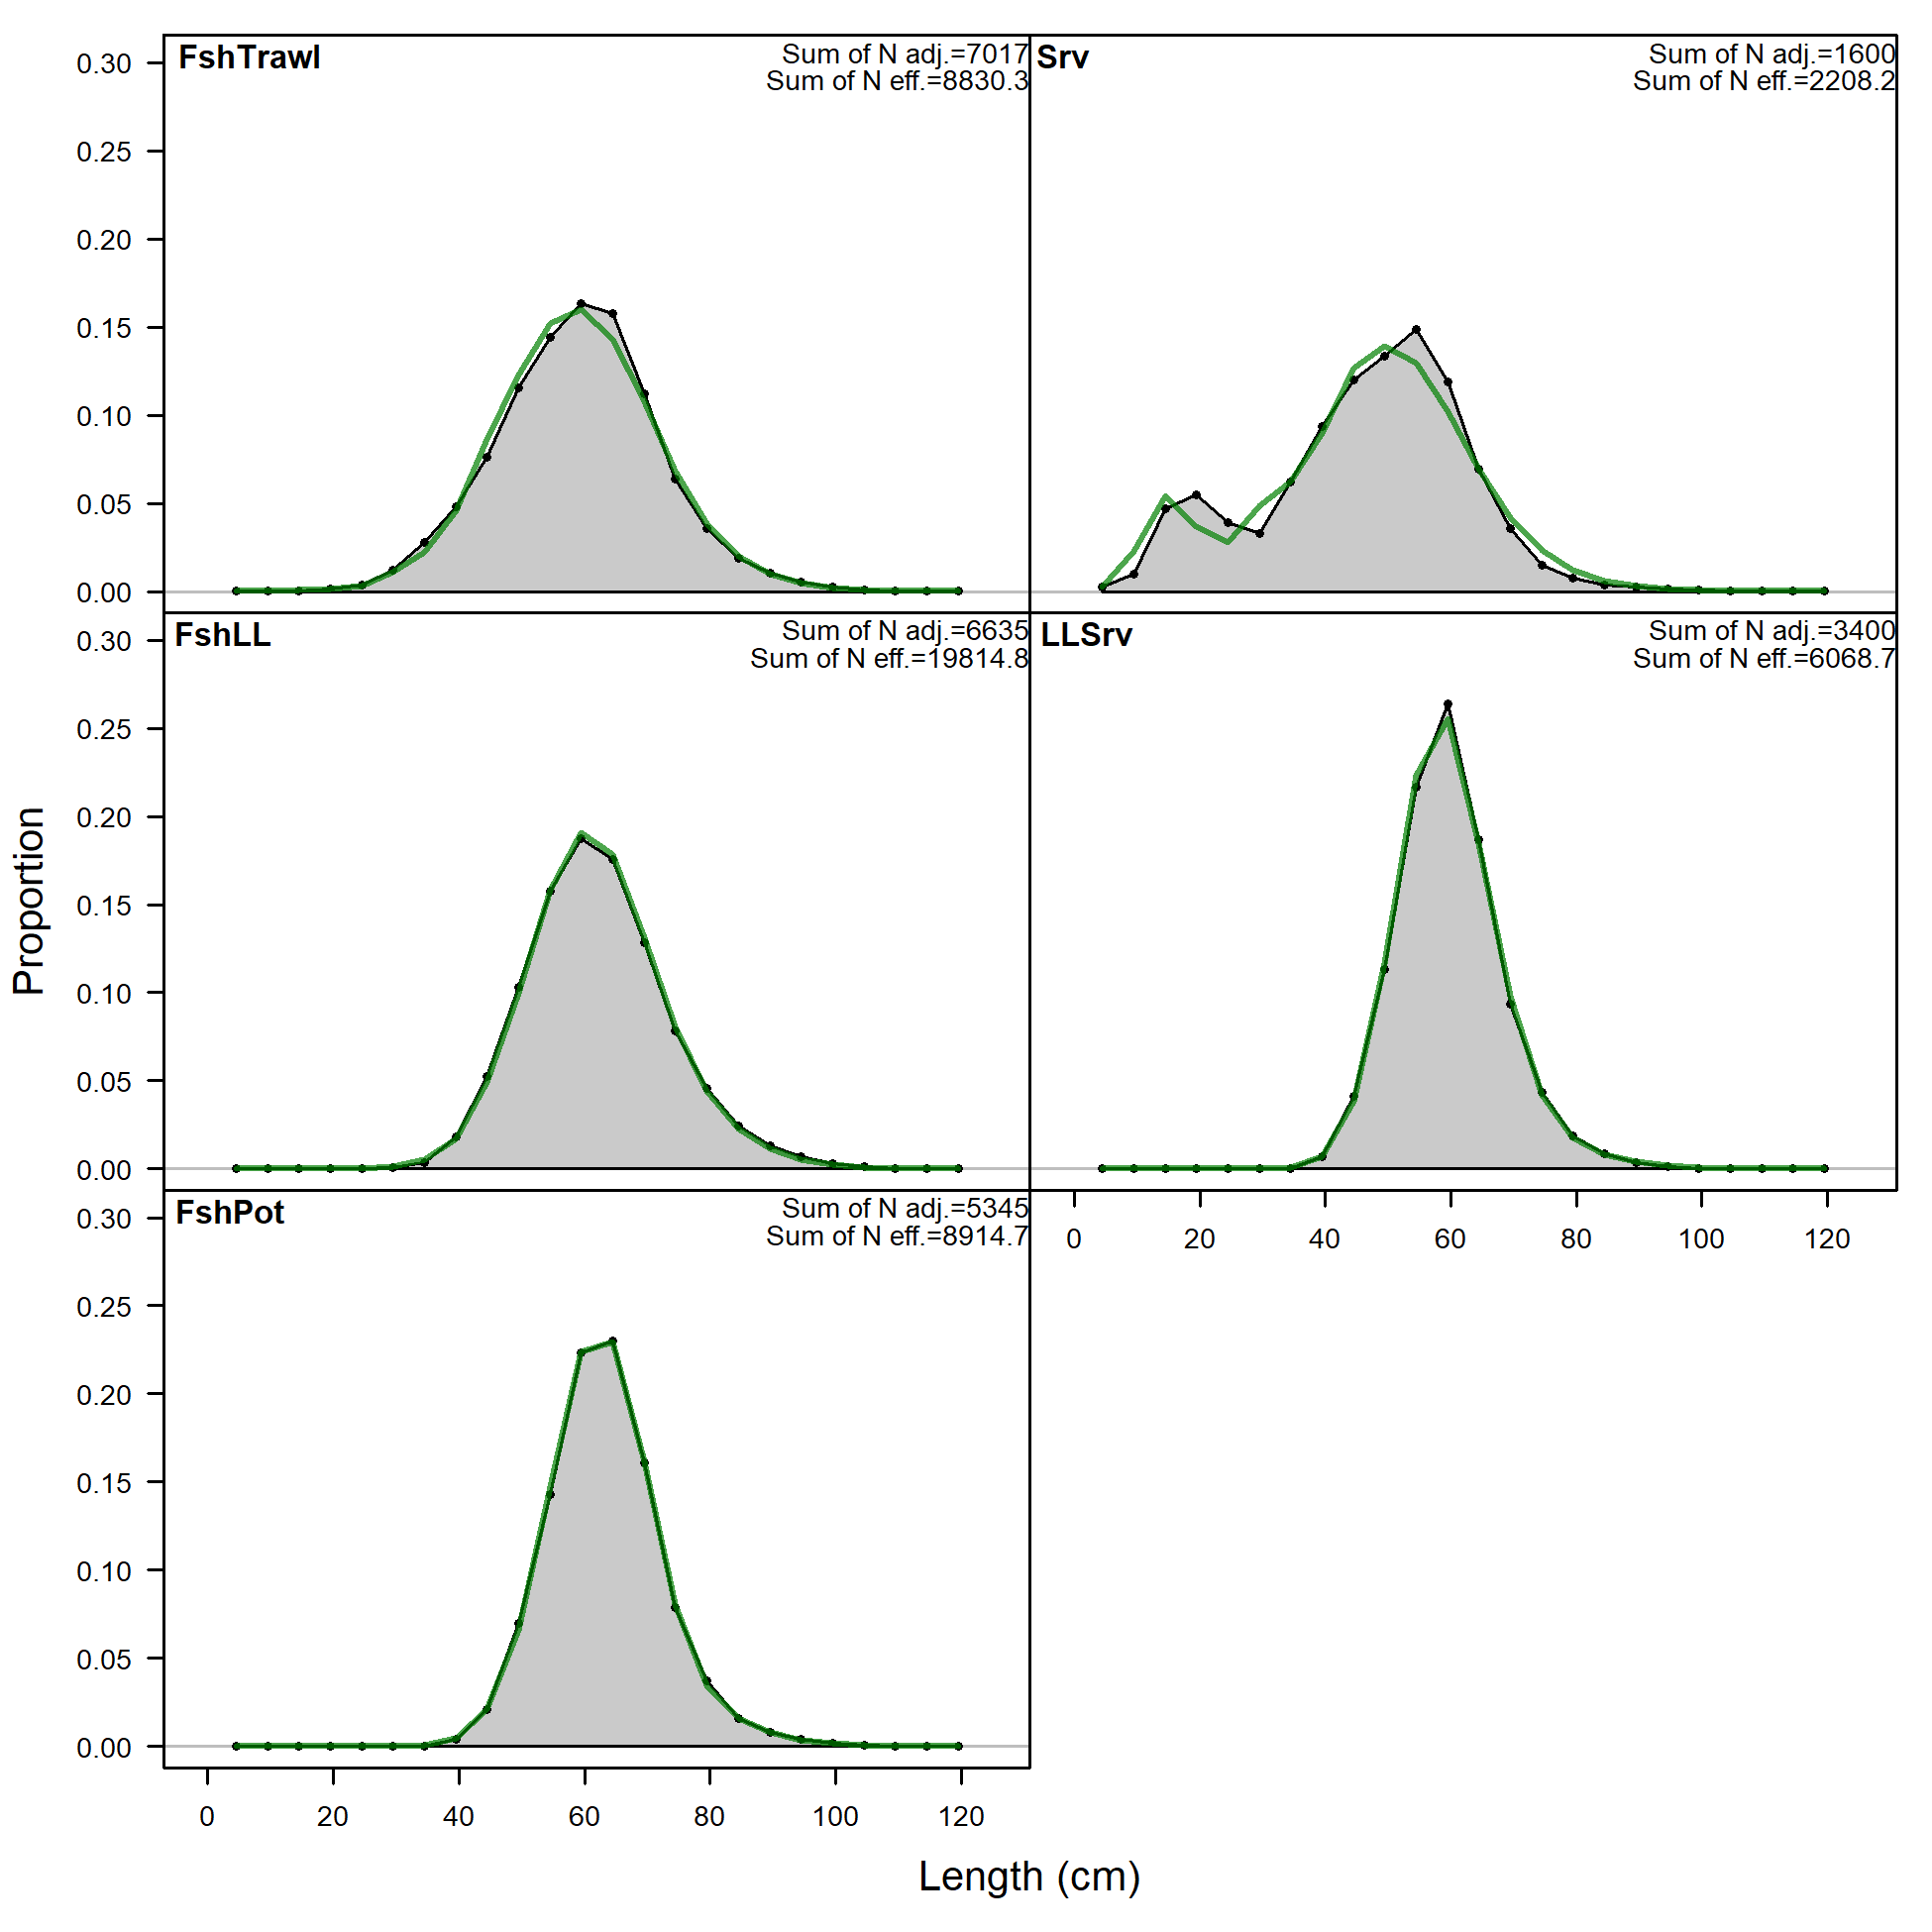 FshTrawl
Sum of N adj.=7017
Sum of N eff.=8830.3
0.30
0.25
0.20
0.15
0.10
0.05
0.00
Srv
Sum of N adj.=1600
Sum of N eff.=2208.2
FshLL
Sum of N adj.=6635
Sum of N eff.=19814.8
0.30
0.25
0.20
0.15
0.10
0.05
0.00
LLSrv
Sum of N adj.=3400
Sum of N eff.=6068.7
0 20 40 60 80 100 120
FshPot
Sum of N adj.=5345
Sum of N eff.=8914.7
0.30
0.25
0.20
0.15
0.10
0.05
0.00
0 20 40 60 80 100 120
Proportion
Length (cm)